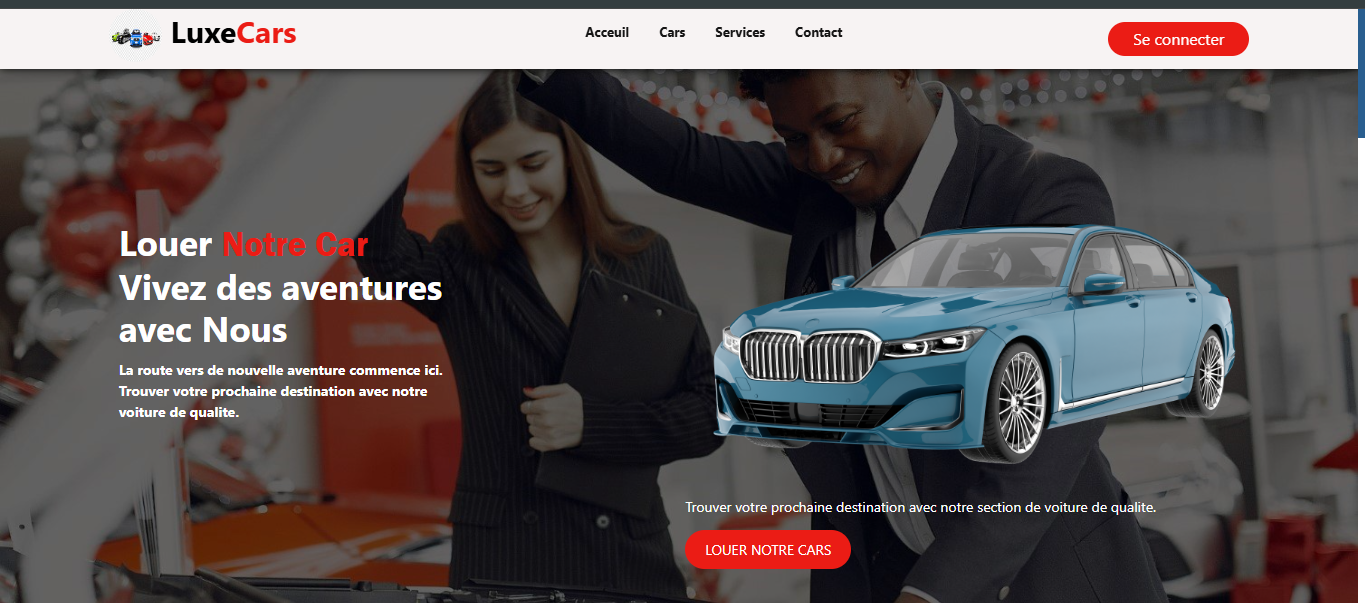 LuxeCars
Acceuil
Cars
Services
Contact
Se connecter
Louer Notre Car
Vivez des aventures
avec Nous
La route vers de nouvelle aventure commence ici.
Trouver votre prochaine destination avec notre
voiture de qualite.
Trouver votre prochaine destination avec notre section de voiture de qualite.
LOUER NOTRE CARS